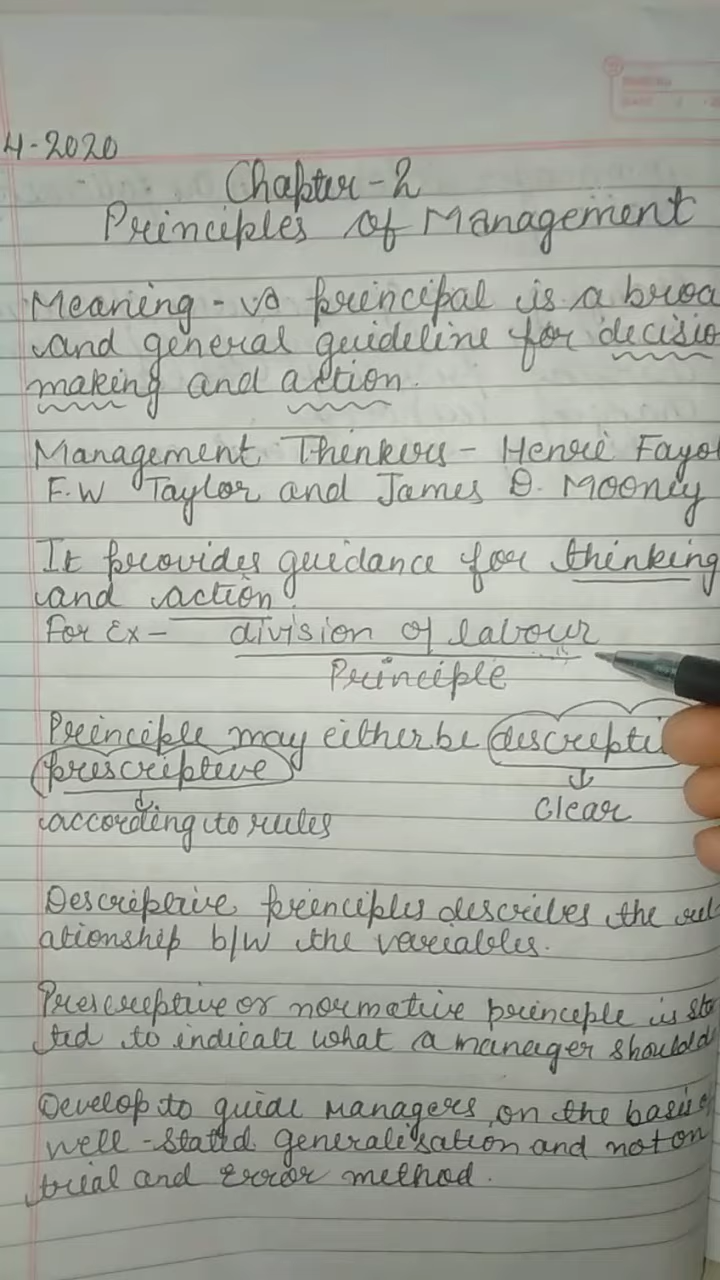 4-2020
Chapter-2
Principles of Management
Meaning - A principal is a broa
and general guideline for decisio
making and action.
Management Thinkers - Henri Fayol
F.W Taylor and James D. Mooney
It provides guidance for thinking
and action.
For Ex - division of labour
Principle
Principle may either be descripti
prescriptive
clear
according to rules
Descriptive principles describes the rel
ationship b/w the variables.
Prescriptive or normative principle is sta
ted to indicate what a manager should d
Develop to guide managers on the basis o
well-stated generalisation and not on
trial and error method.